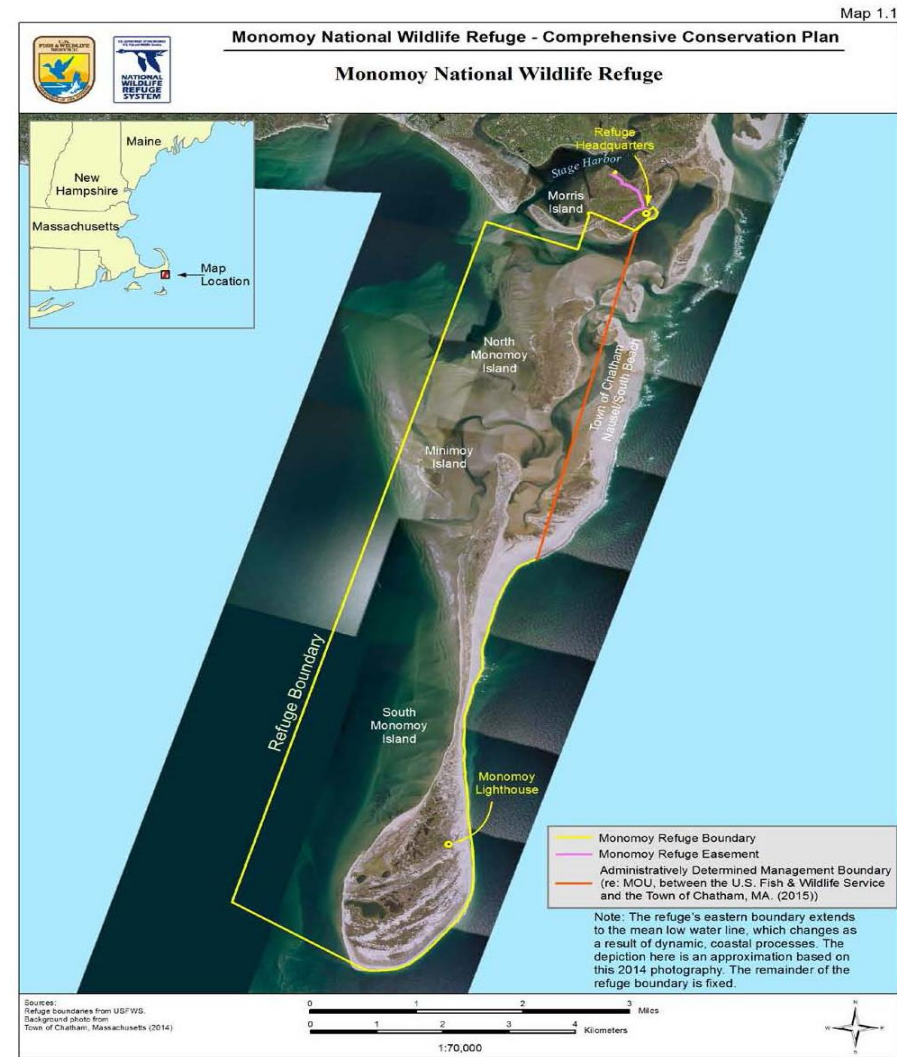 Map 1.1
U.S.
FISH & WILDLIFE
SERVICE
NATIONAL
WILDLIFE
REFUGE
SYSTEM
Monomoy National Wildlife Refuge - Comprehensive Conservation Plan
Monomoy National Wildlife Refuge
Maine
New
Hampshire
Massachusetts
Map
Location
Refuge
Headquarters
Stage Harbor
Morris
Island
North
Monomoy
Island
Town of Chatham
Nauset/South Beach
Minimoy
Island
Refuge Boundary
South
Monomoy
Island
Monomoy
Lighthouse
Monomoy Refuge Boundary
Monomoy Refuge Easement
Administratively Determined Management Boundary
(re: MOU, between the U.S. Fish & Wildlife Service
and the Town of Chatham, MA. (2015))
Note: The refuge's eastern boundary extends
to the mean low water line, which changes as
a result of dynamic, coastal processes. The
depiction here is an approximation based on
this 2014 photography. The remainder of the
refuge boundary is fixed.
Sources:
Refuge boundaries from USFWS.
Background photo from
Town of Chatham, Massachusetts (2014)
0 1 2 3 Miles
0 1 2 3 4 Kilometers
1:70,000
N
W E
S